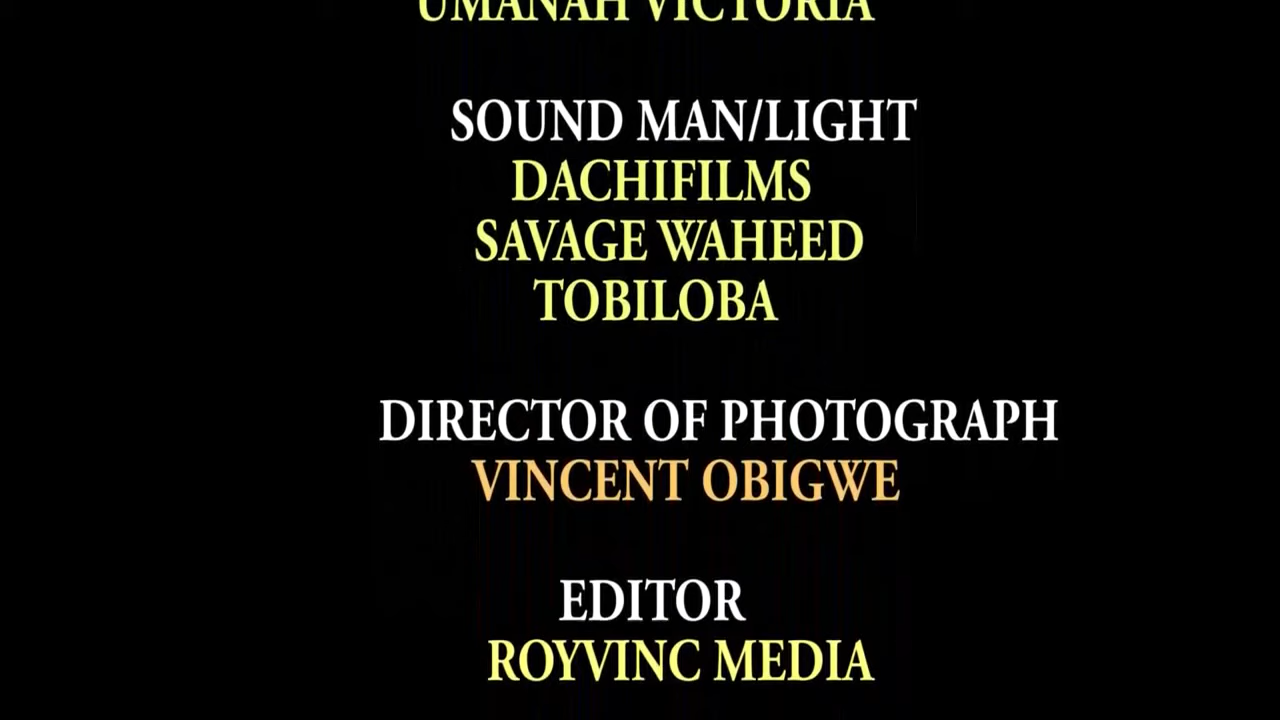 UMANAH VICTORIA
SOUND MAN/LIGHT
DACHIFILMS
SAVAGE WAHEED
TOBILOBA
DIRECTOR OF PHOTOGRAPH
VINCENT OBIGWE
EDITOR
ROYVINC MEDIA